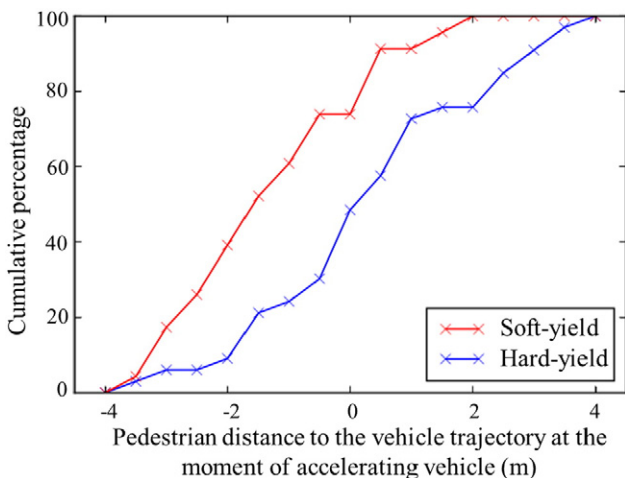 Cumulative percentage
100
80
60
40
20
0
-4
-2
0
2
4
Soft-yield
Hard-yield
Pedestrian distance to the vehicle trajectory at the
moment of accelerating vehicle (m)